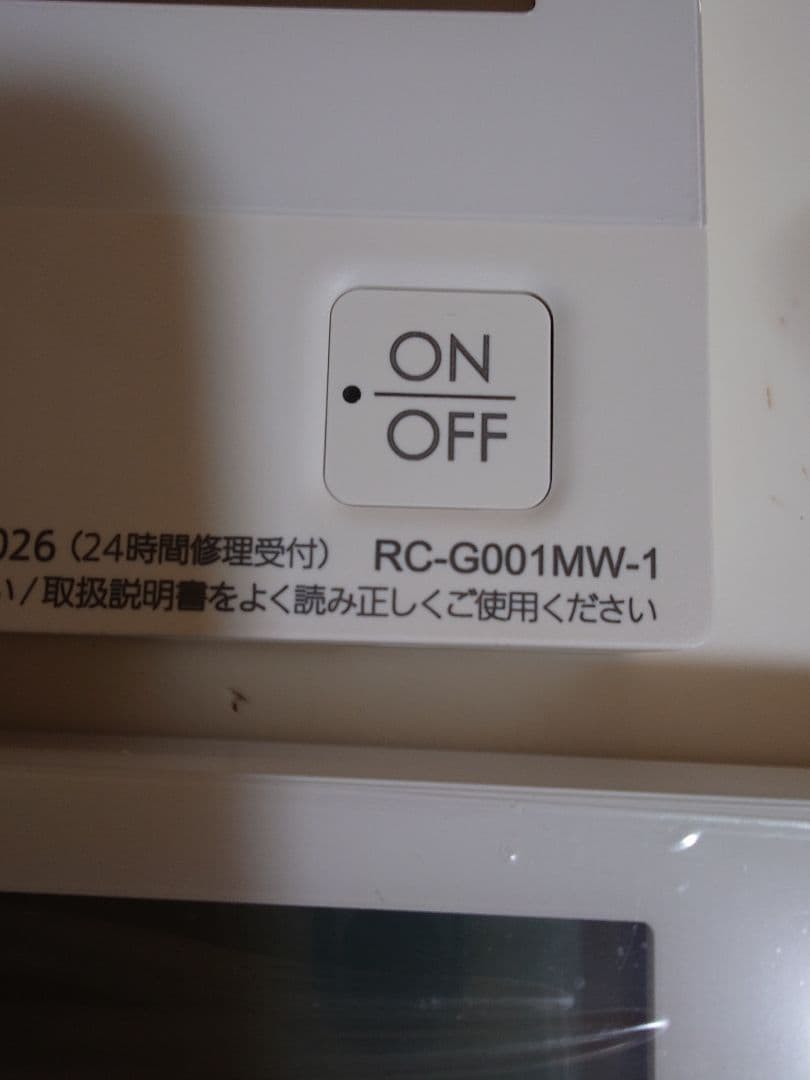 ON
OFF
026（24時間修理受付） RC-G001MW-1
い/取扱説明書をよく読み正しくご使用ください